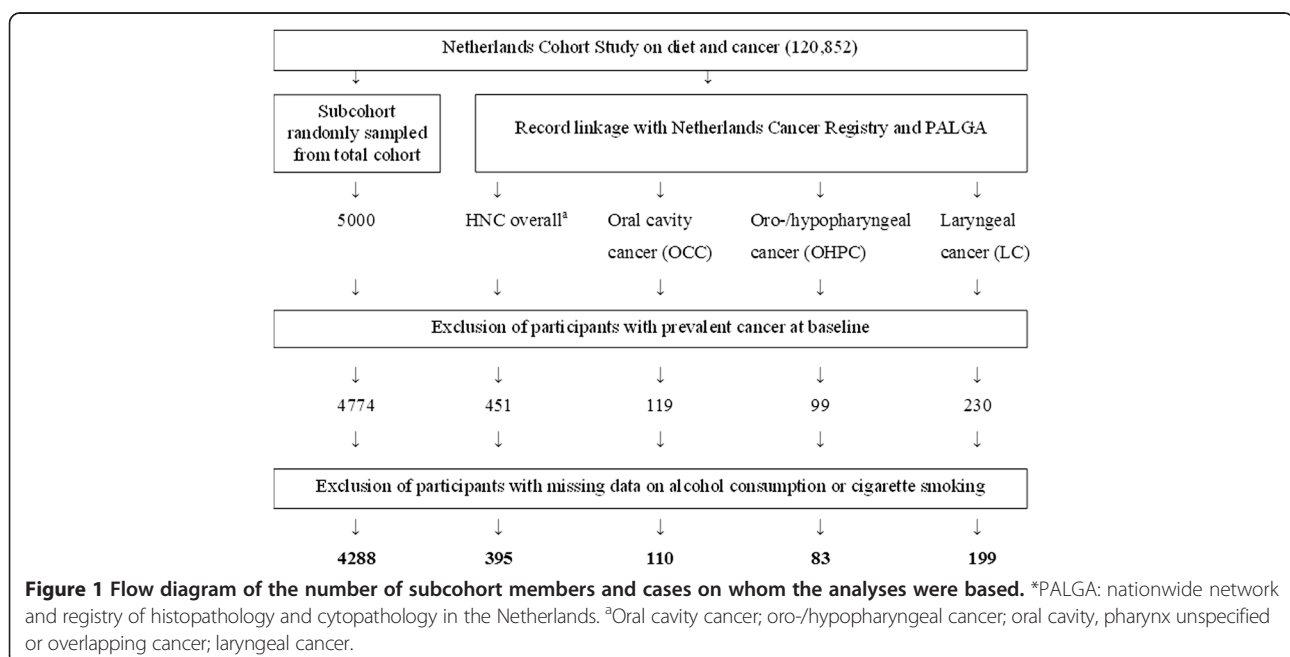 Netherlands Cohort Study on diet and cancer (120,852)
↓ ↓
Subcohort
randomly sampled
from total cohort
Record linkage with Netherlands Cancer Registry and PALGA
↓ ↓ ↓ ↓ ↓
5000 HNC overallᵃ Oral cavity Oro-/hypopharyngeal Laryngeal
cancer (OCC) cancer (OHPC) cancer (LC)
↓ ↓ ↓ ↓ ↓
Exclusion of participants with prevalent cancer at baseline
↓ ↓ ↓ ↓ ↓
4774 451 119 99 230
↓ ↓ ↓ ↓ ↓
Exclusion of participants with missing data on alcohol consumption or cigarette smoking
↓ ↓ ↓ ↓ ↓
4288 395 110 83 199
Figure 1 Flow diagram of the number of subcohort members and cases on whom the analyses were based. *PALGA: nationwide network
and registry of histopathology and cytopathology in the Netherlands. ᵃOral cavity cancer; oro-/hypopharyngeal cancer; oral cavity, pharynx unspecified
or overlapping cancer; laryngeal cancer.